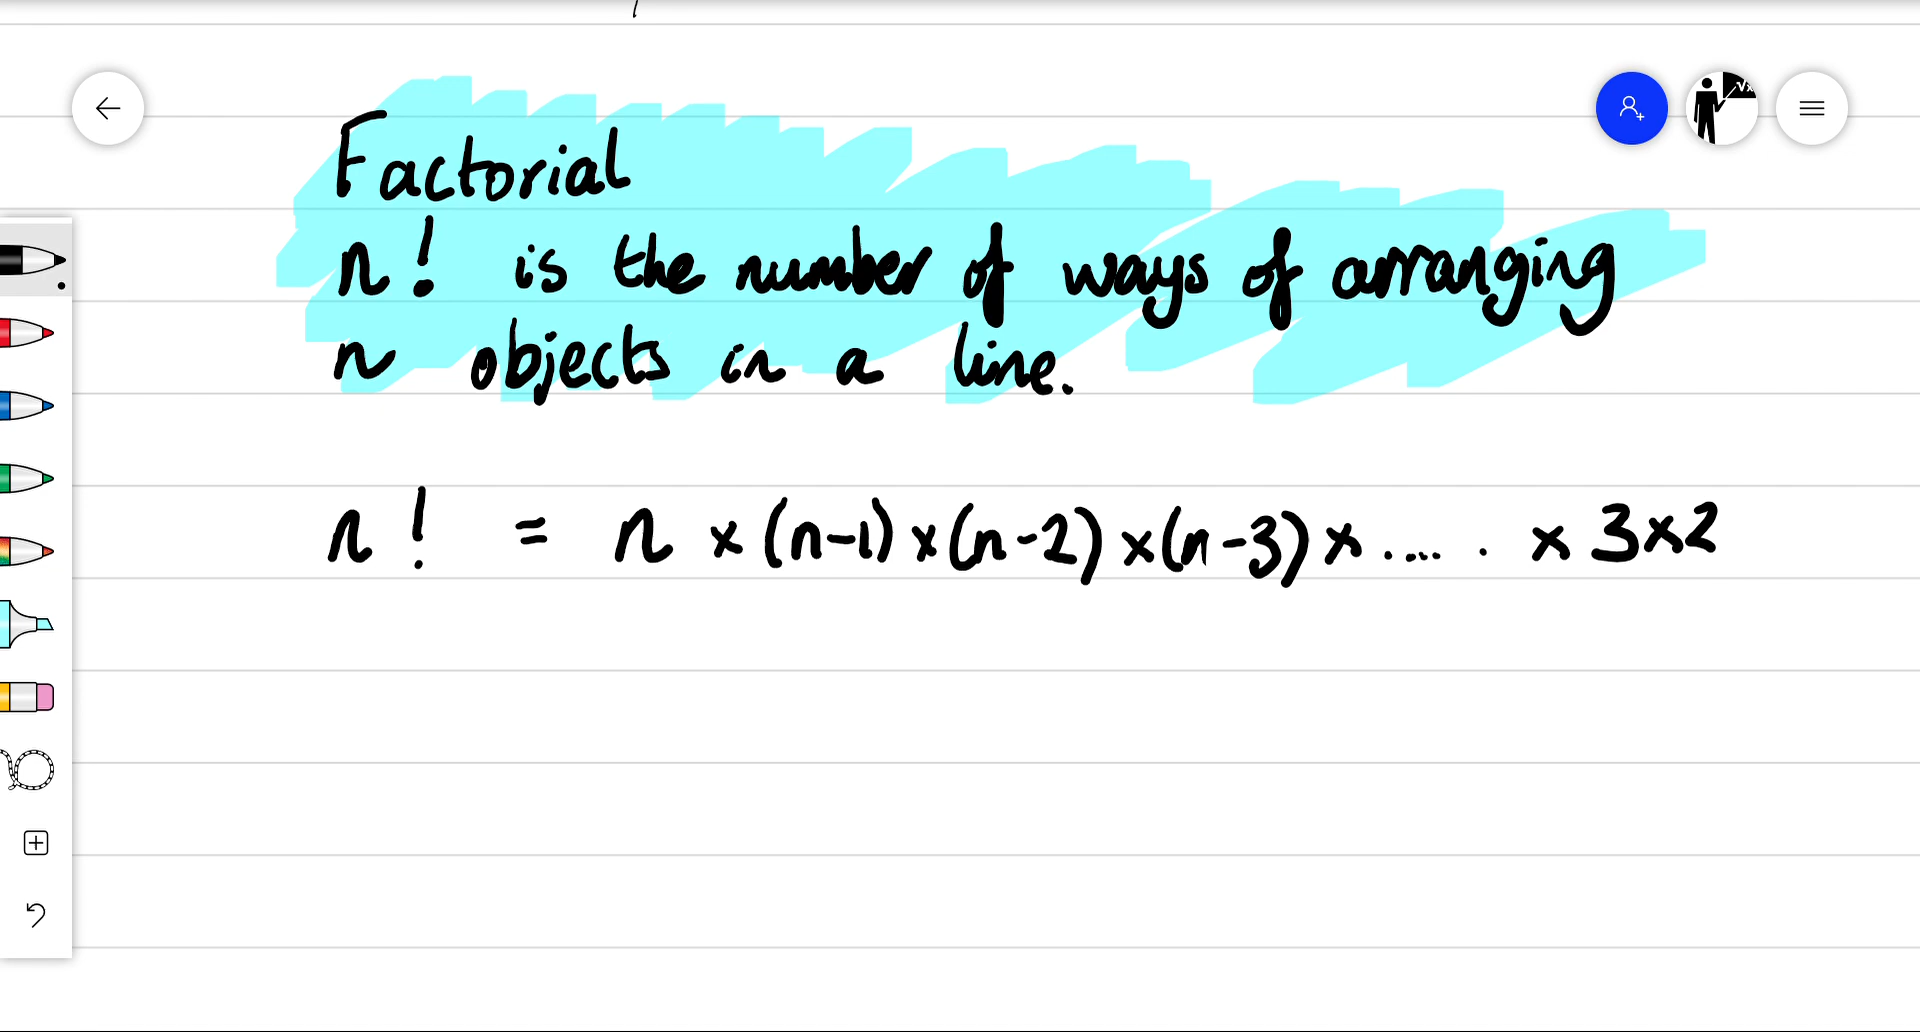 Factorial
n! is the number of ways of arranging
n objects in a line.
n! = n × (n-1) × (n-2) × (n-3) × ..... . × 3×2